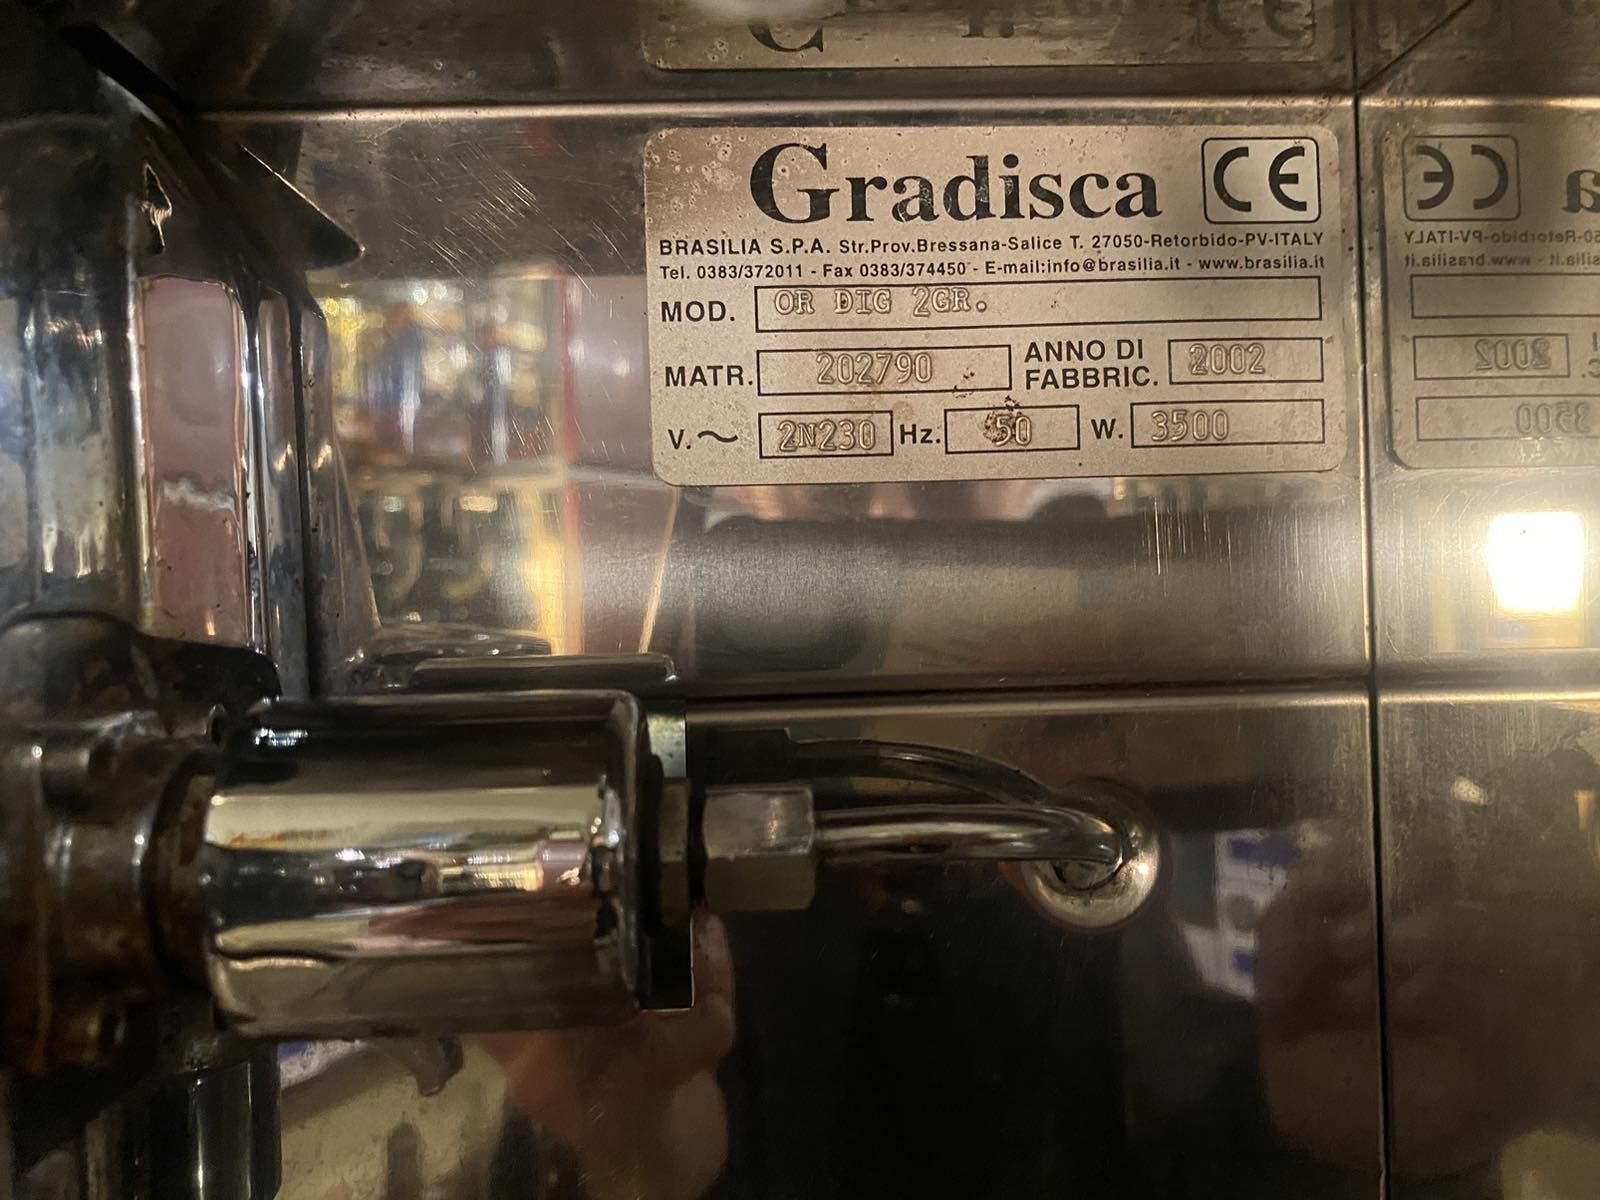 Gradisca CE
BRASILIA S.P.A. Str.Prov.Bressana-Salice T. 27050-Retorbido-PV-ITALY
Tel. 0383/372011 - Fax 0383/374450 - E-mail:info@brasilia.it - www.brasilia.it
MOD. OR DIG 2GR.
MATR. 202790 ANNO DI FABBRIC. 2002
V.~ 2N230 Hz. 50 W. 3500